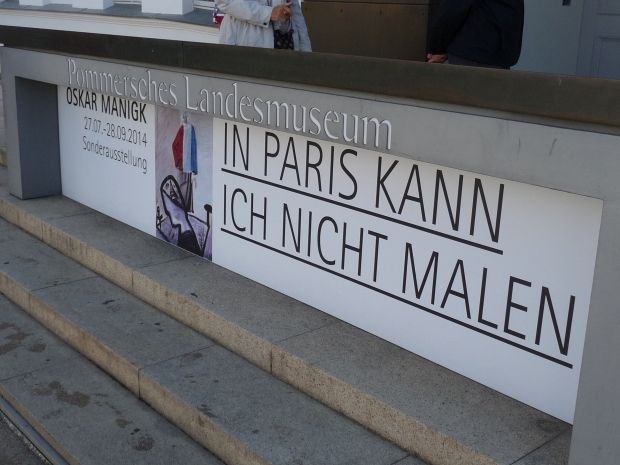 Pommersches Landesmuseum
OSKAR MANIGK
27.07.-28.09.2014
Sonderausstellung
IN PARIS KANN
ICH NICHT MALEN